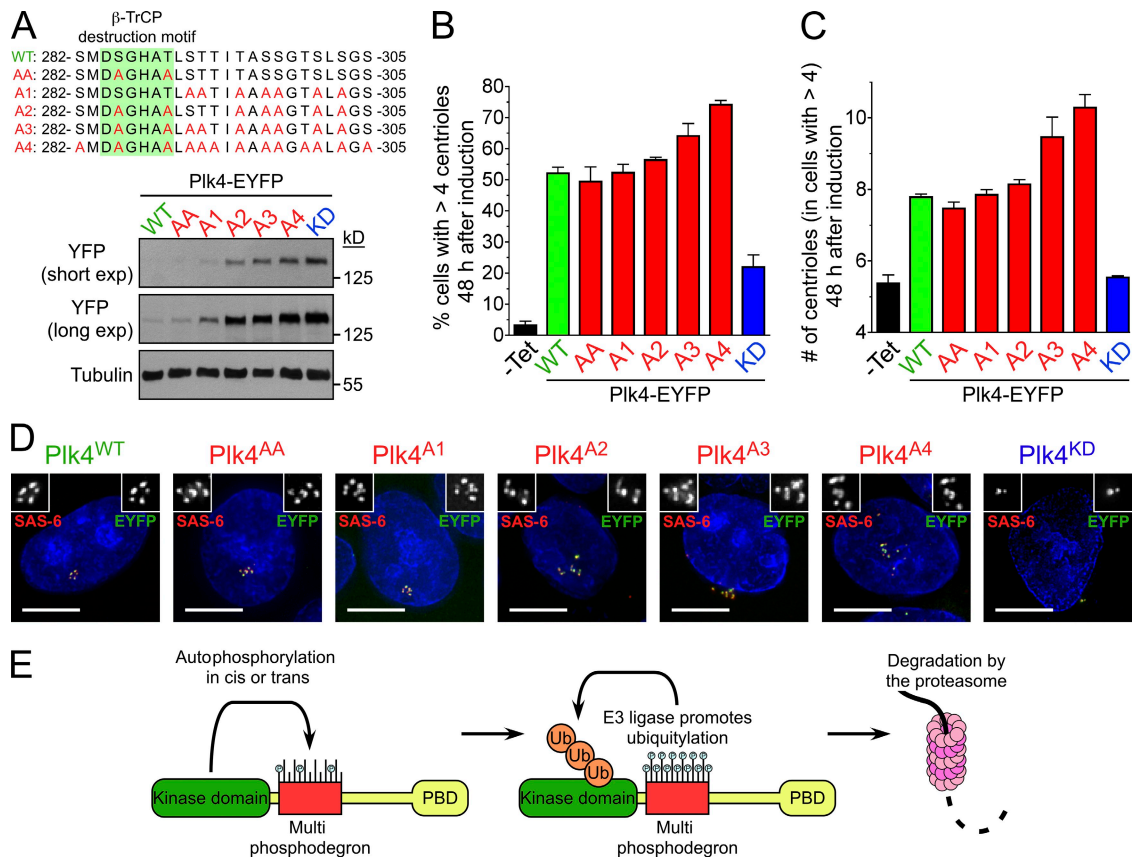 A
β-TrCP
destruction motif
WT: 282- SMDSGHATLSTTITASSGTSLSGS -305
AA: 282- SMDAGHAALSTTITASSGTSLSGS -305
A1: 282- SMDSGHATLAATIAAAAGTALAGS -305
A2: 282- SMDAGHAALSTTIAAAAGTALAGS -305
A3: 282- SMDAGHAALAATIAAAAGTALAGS -305
A4: 282- AMDAGHAALAAAIAAAAGAALAGA -305
Plk4-EYFP
WT AA A1 A2 A3 A4 KD
kD
YFP
(short exp)
125
YFP
(long exp)
125
Tubulin
55
B
% cells with > 4 centrioles
48 h after induction
80
70
60
50
40
30
20
10
0
-Tet WT AA A1 A2 A3 A4 KD
Plk4-EYFP
C
# of centrioles (in cells with > 4)
48 h after induction
10
8
6
4
-Tet WT AA A1 A2 A3 A4 KD
Plk4-EYFP
D
Plk4WT Plk4AA Plk4A1 Plk4A2 Plk4A3 Plk4A4 Plk4KD
SAS-6 EYFP SAS-6 EYFP SAS-6 EYFP SAS-6 EYFP SAS-6 EYFP SAS-6 EYFP SAS-6 EYFP
E
Autophosphorylation
in cis or trans
P P P
Kinase domain
PBD
Multi
phosphodegron
E3 ligase promotes
ubiquitylation
Ub
Ub
Ub
P P P P P P P P P P P P P
Kinase domain
PBD
Multi
phosphodegron
Degradation by
the proteasome